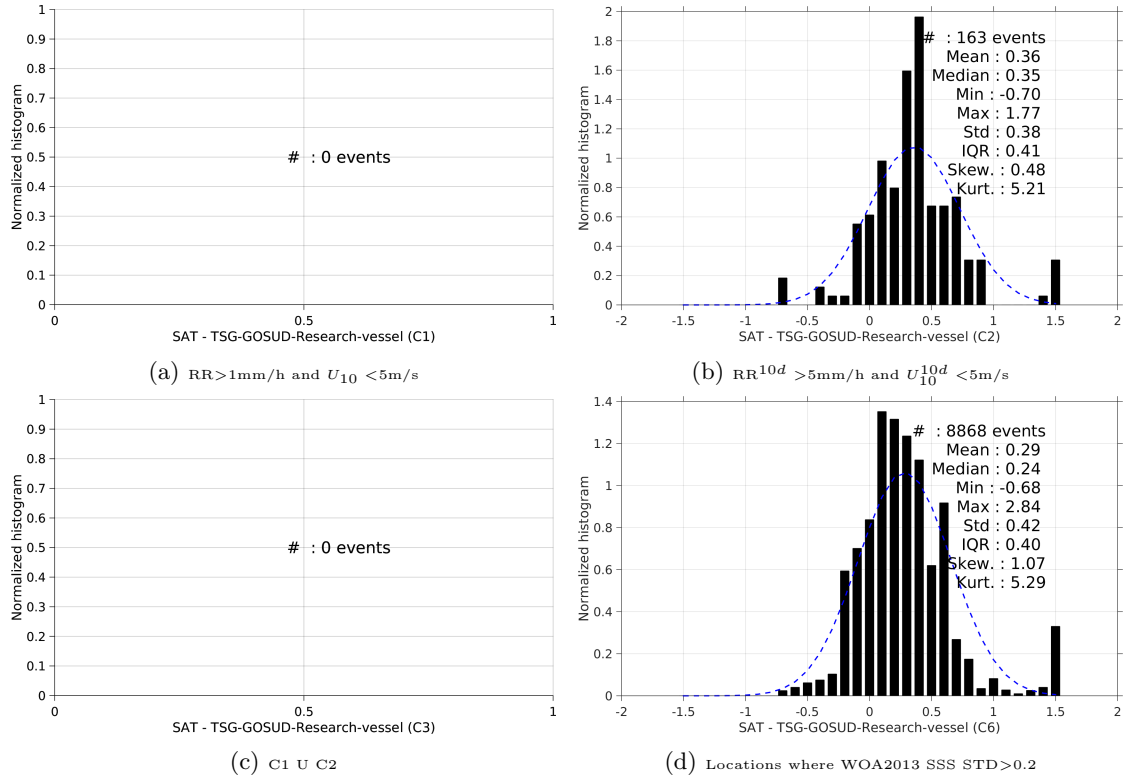 1
0.9
0.8
0.7
0.6
0.5
0.4
0.3
0.2
0.1
0
Normalized histogram
# : 0 events
0 0.5 1
SAT - TSG-GOSUD-Research-vessel (C1)
(a) RR>1mm/h and U10 <5m/s
2
1.8
1.6
1.4
1.2
1
0.8
0.6
0.4
0.2
0
Normalized histogram
# : 163 events
Mean : 0.36
Median : 0.35
Min : -0.70
Max : 1.77
Std : 0.38
IQR : 0.41
Skew. : 0.48
Kurt. : 5.21
-2 -1.5 -1 -0.5 0 0.5 1 1.5 2
SAT - TSG-GOSUD-Research-vessel (C2)
(b) RR^10d >5mm/h and U10^10d <5m/s
1
0.9
0.8
0.7
0.6
0.5
0.4
0.3
0.2
0.1
0
Normalized histogram
# : 0 events
0 0.5 1
SAT - TSG-GOSUD-Research-vessel (C3)
(c) C1 U C2
1.4
1.2
1
0.8
0.6
0.4
0.2
0
Normalized histogram
# : 8868 events
Mean : 0.29
Median : 0.24
Min : -0.68
Max : 2.84
Std : 0.42
IQR : 0.40
Skew. : 1.07
Kurt. : 5.29
-2 -1.5 -1 -0.5 0 0.5 1 1.5 2
SAT - TSG-GOSUD-Research-vessel (C6)
(d) Locations where WOA2013 SSS STD>0.2